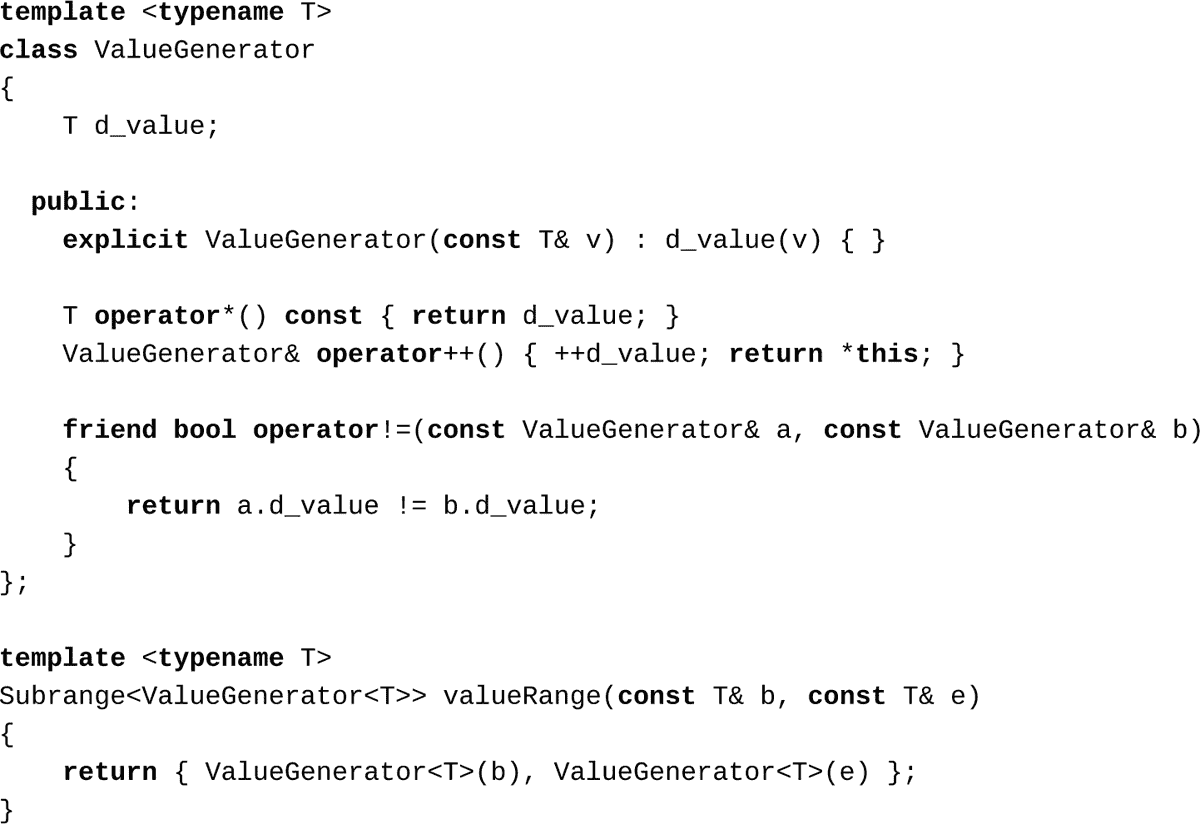 template <typename T>
class ValueGenerator
{
    T d_value;

  public:
    explicit ValueGenerator(const T& v) : d_value(v) { }

    T operator*() const { return d_value; }
    ValueGenerator& operator++() { ++d_value; return *this; }

    friend bool operator!=(const ValueGenerator& a, const ValueGenerator& b)
    {
        return a.d_value != b.d_value;
    }
};

template <typename T>
Subrange<ValueGenerator<T>> valueRange(const T& b, const T& e)
{
    return { ValueGenerator<T>(b), ValueGenerator<T>(e) };
}